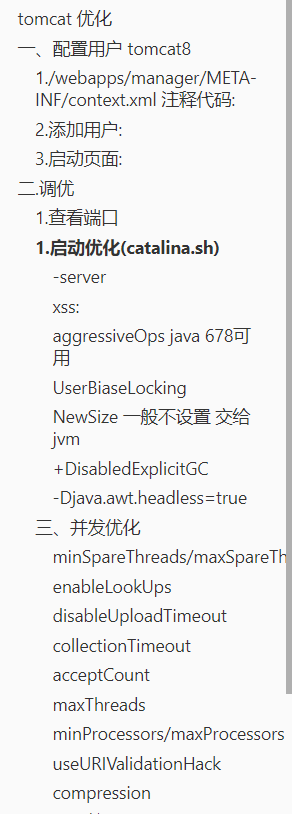 tomcat 优化
一、配置用户 tomcat8
1./webapps/manager/META-
INF/context.xml 注释代码:
2.添加用户:
3.启动页面:
二.调优
1.查看端口
1.启动优化(catalina.sh)
-server
xss:
aggressiveOps java 678可
用
UserBiaseLocking
NewSize 一般不设置 交给
jvm
+DisabledExplicitGC
-Djava.awt.headless=true
三、并发优化
minSpareThreads/maxSpareTh
enableLookUps
disableUploadTimeout
collectionTimeout
acceptCount
maxThreads
minProcessors/maxProcessors
useURIValidationHack
compression